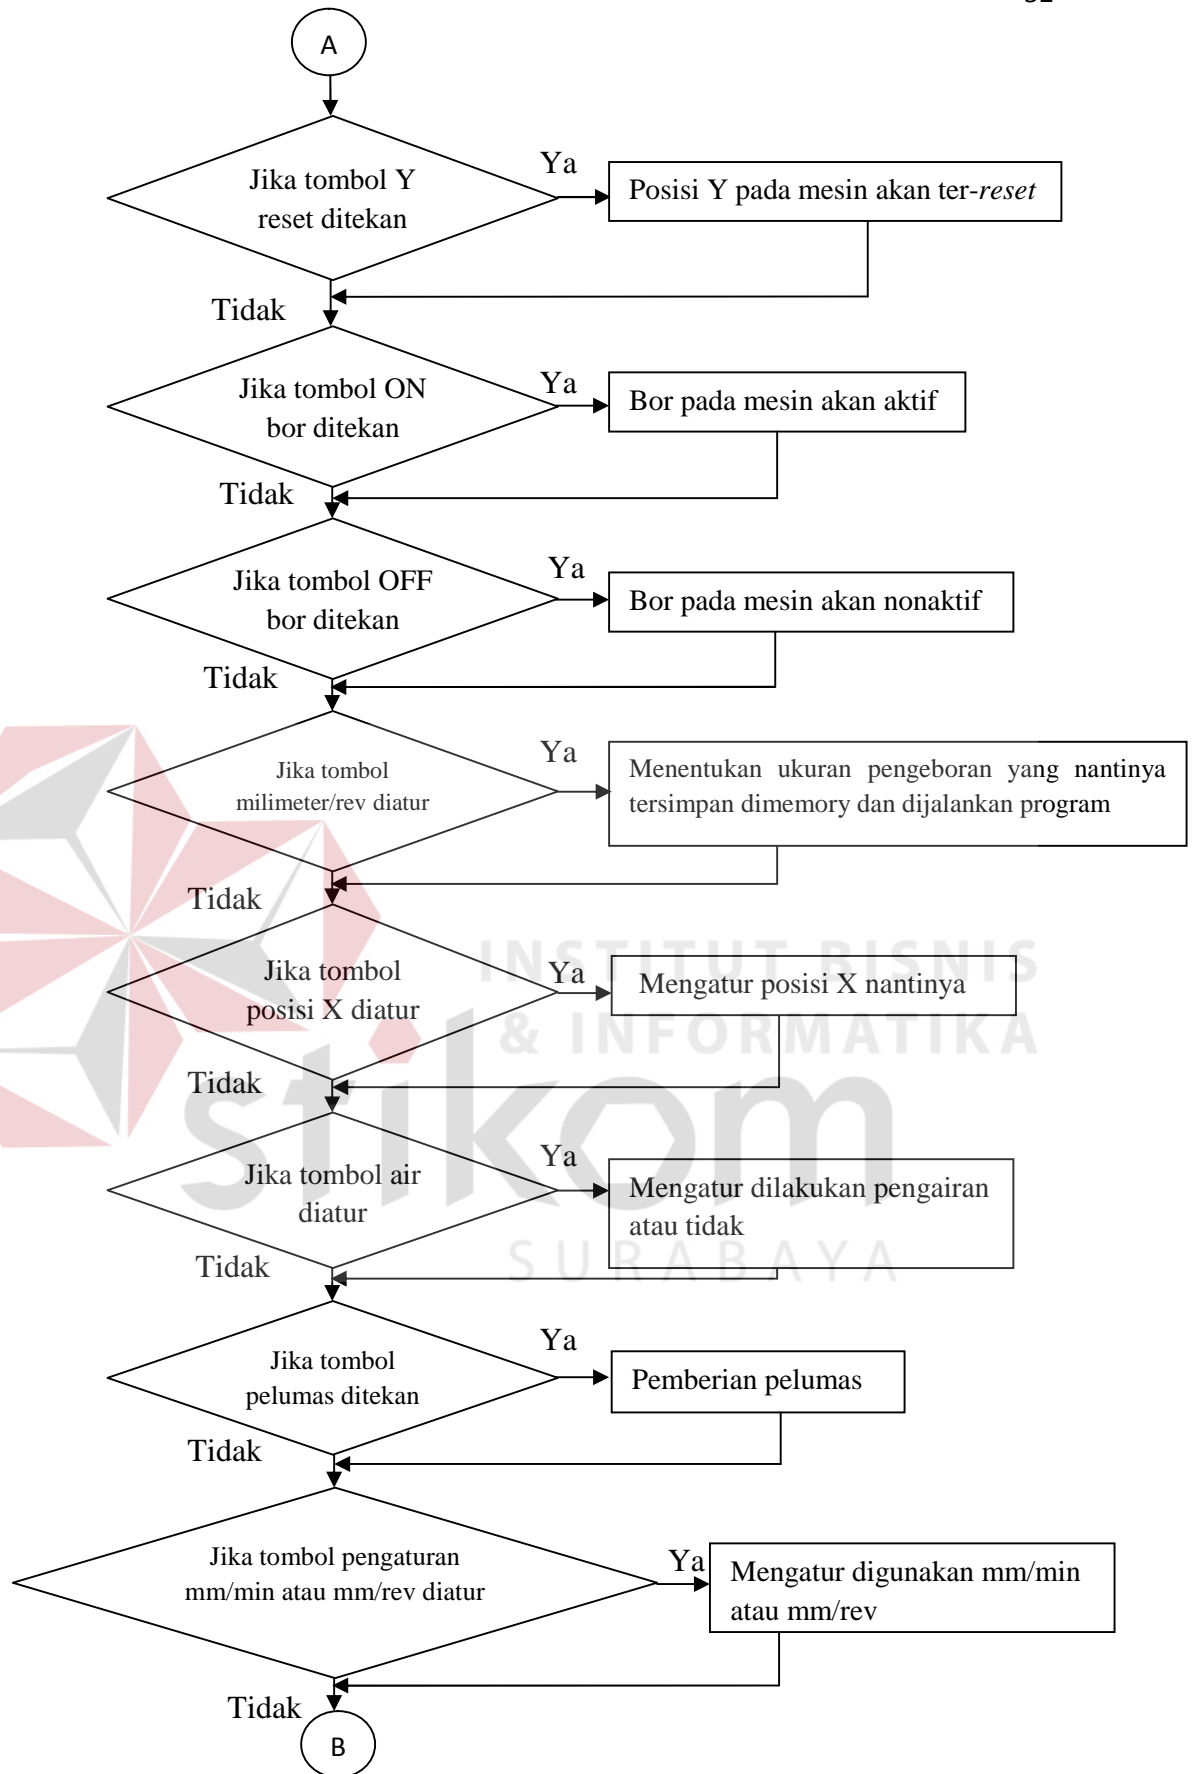 A
Jika tombol Y
reset ditekan
Ya
Posisi Y pada mesin akan ter-reset
Tidak
Jika tombol ON
bor ditekan
Ya
Bor pada mesin akan aktif
Tidak
Jika tombol OFF
bor ditekan
Ya
Bor pada mesin akan nonaktif
Tidak
Jika tombol
milimeter/rev diatur
Ya
Menentukan ukuran pengeboran yang nantinya
tersimpan dimemory dan dijalankan program
Tidak
INSTITUT BISNIS
& INFORMATIKA
stikom
SURABAYA
Jika tombol
posisi X diatur
Ya
Mengatur posisi X nantinya
Tidak
Jika tombol air
diatur
Ya
Mengatur dilakukan pengairan
atau tidak
Tidak
Jika tombol
pelumas ditekan
Ya
Pemberian pelumas
Tidak
Jika tombol pengaturan
mm/min atau mm/rev diatur
Ya
Mengatur digunakan mm/min
atau mm/rev
Tidak
B